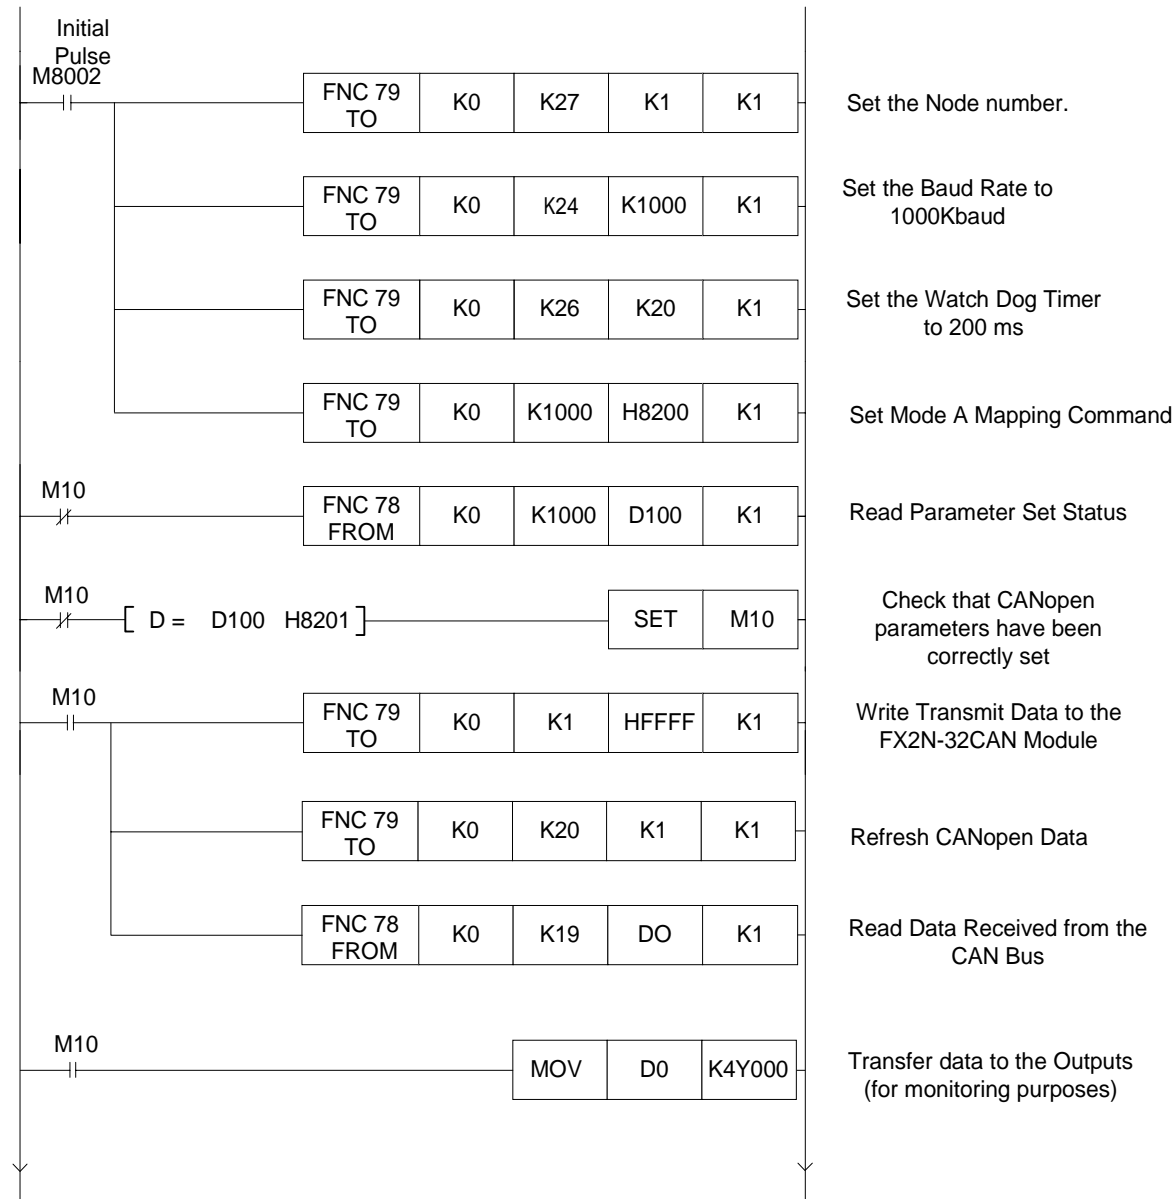 Initial
Pulse
M8002
FNC 79
TO
K0
K27
K1
K1
Set the Node number.
FNC 79
TO
K0
K24
K1000
K1
Set the Baud Rate to
1000Kbaud
FNC 79
TO
K0
K26
K20
K1
Set the Watch Dog Timer
to 200 ms
FNC 79
TO
K0
K1000
H8200
K1
Set Mode A Mapping Command
M10
FNC 78
FROM
K0
K1000
D100
K1
Read Parameter Set Status
M10
[ D = D100 H8201 ]
SET
M10
Check that CANopen
parameters have been
correctly set
M10
FNC 79
TO
K0
K1
HFFFF
K1
Write Transmit Data to the
FX2N-32CAN Module
FNC 79
TO
K0
K20
K1
K1
Refresh CANopen Data
FNC 78
FROM
K0
K19
DO
K1
Read Data Received from the
CAN Bus
M10
MOV
D0
K4Y000
Transfer data to the Outputs
(for monitoring purposes)